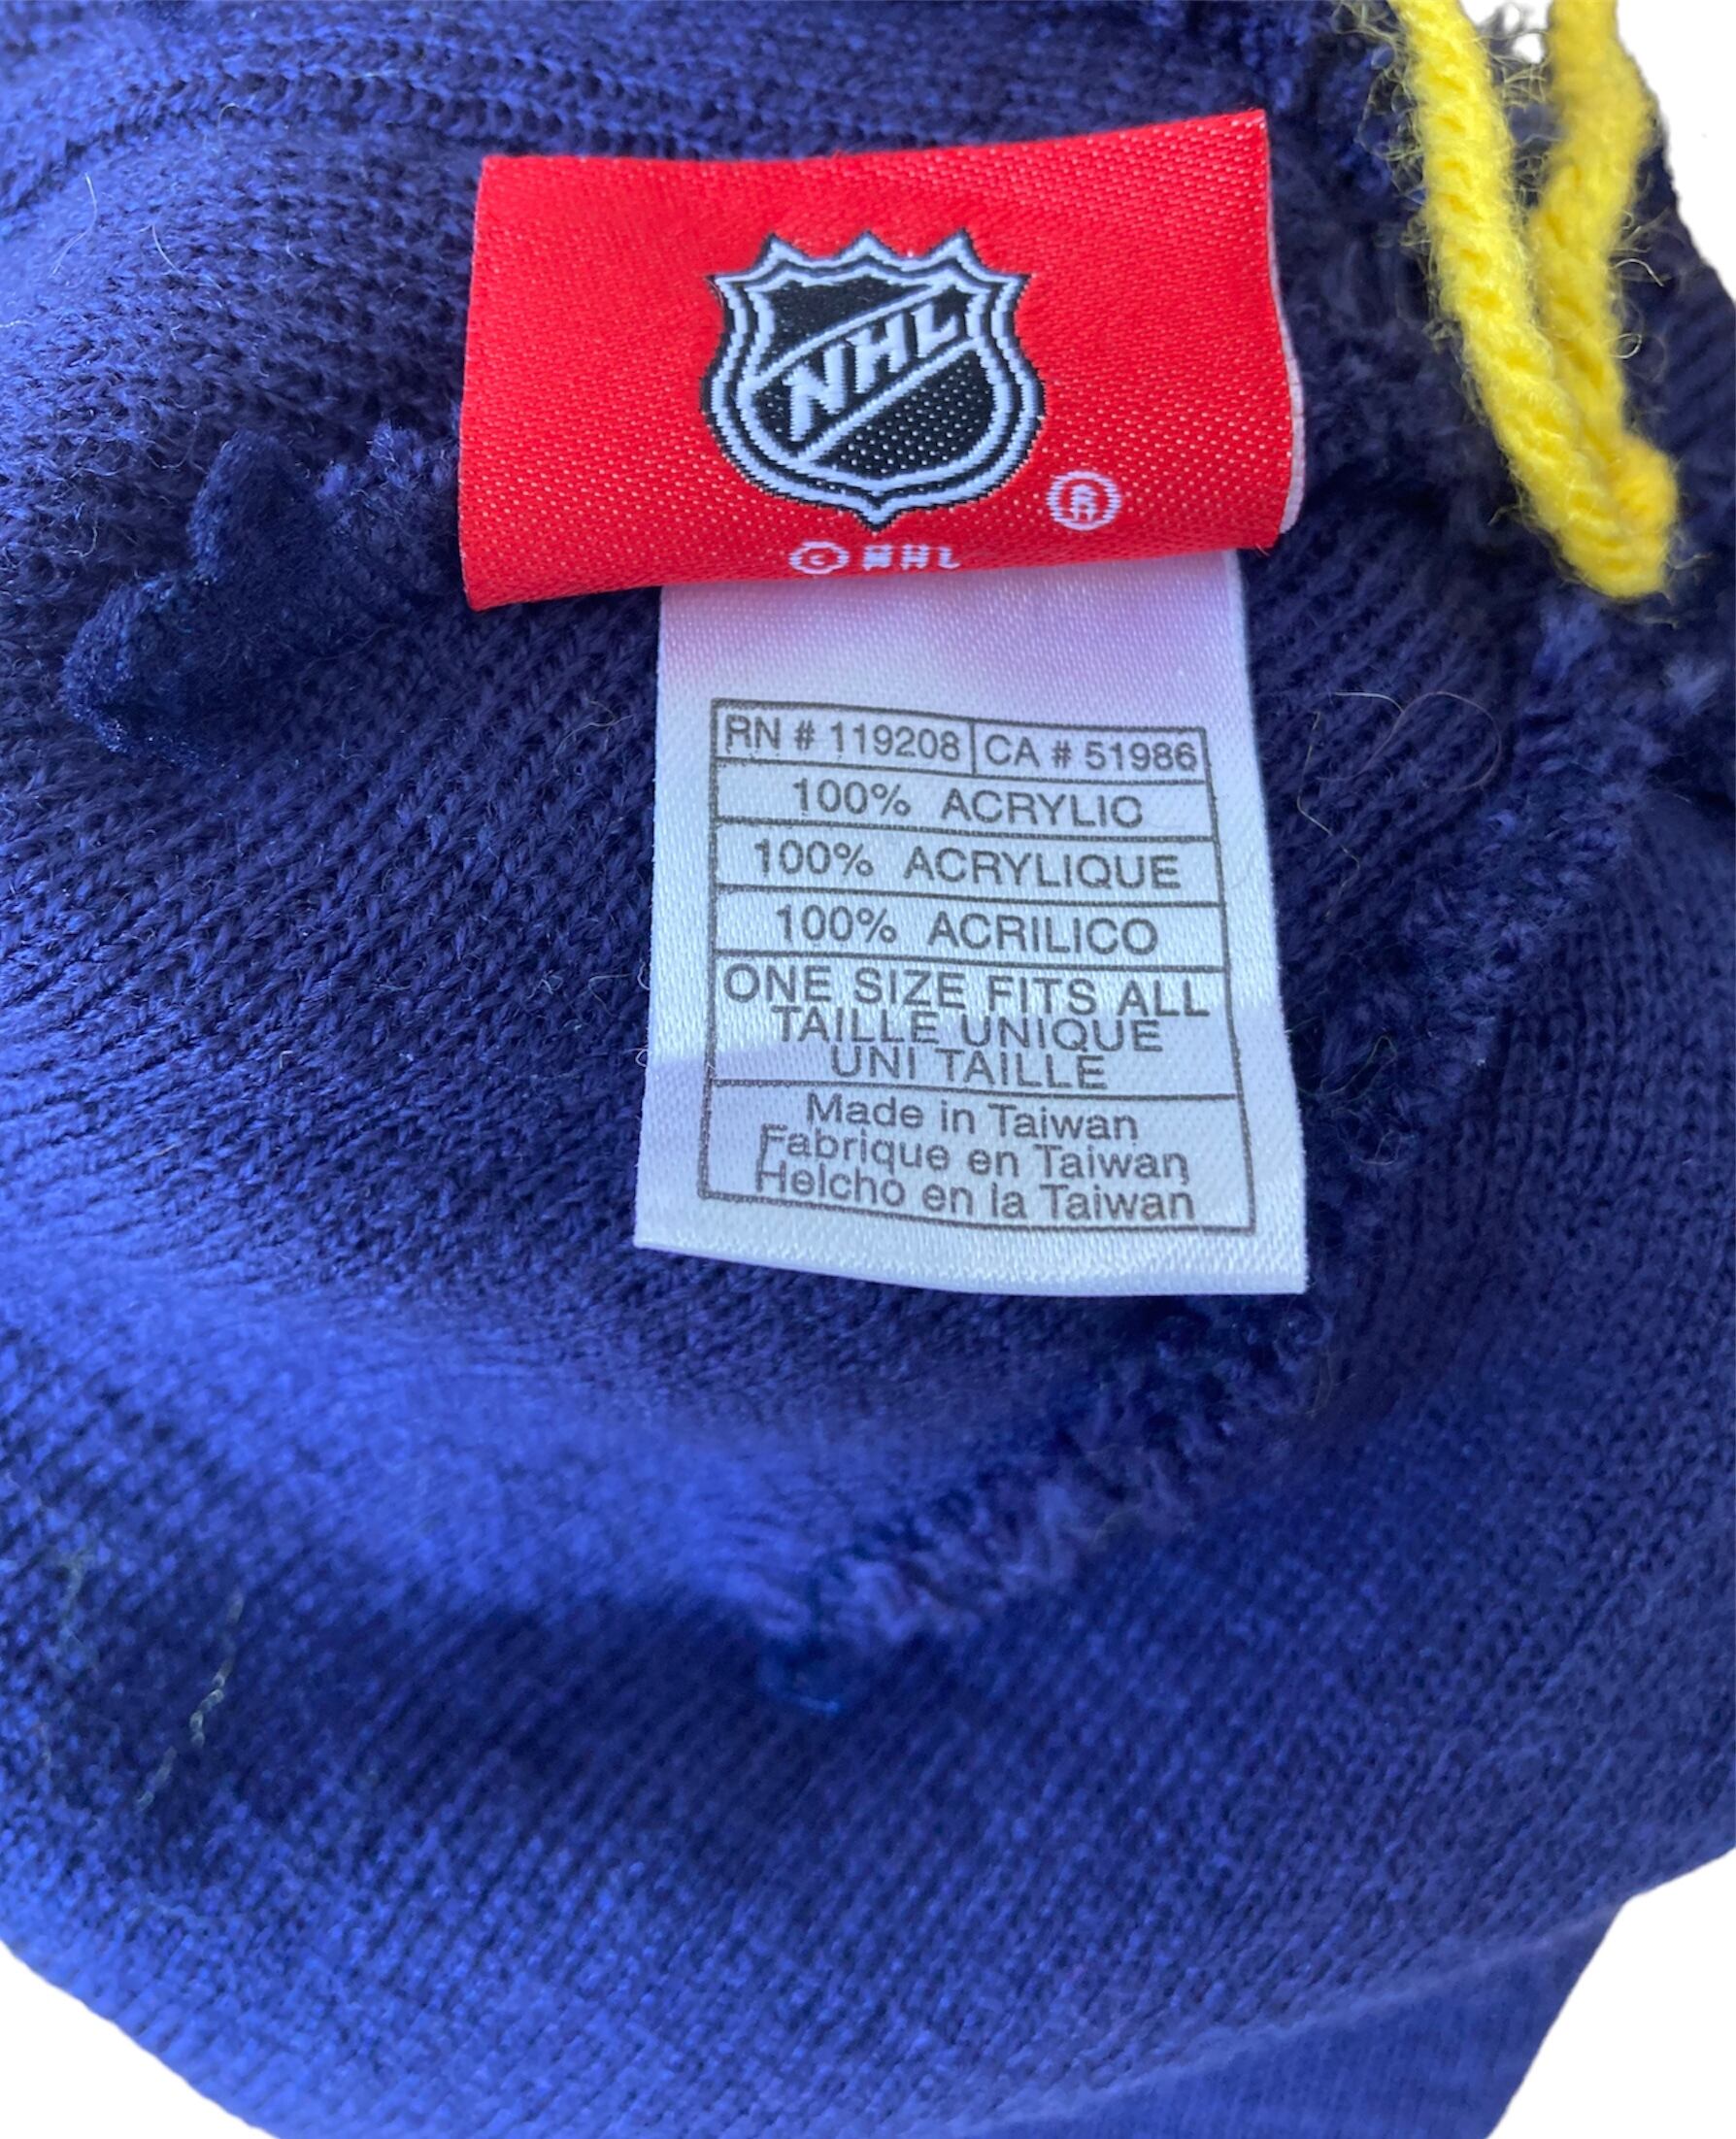 NHL
®
© NHL
RN # 119208 CA # 51986
100% ACRYLIC
100% ACRYLIQUE
100% ACRILICO
ONE SIZE FITS ALL
TAILLE UNIQUE
UNI TAILLE
Made in Taiwan
Fabrique en Taiwan
Helcho en la Taiwan